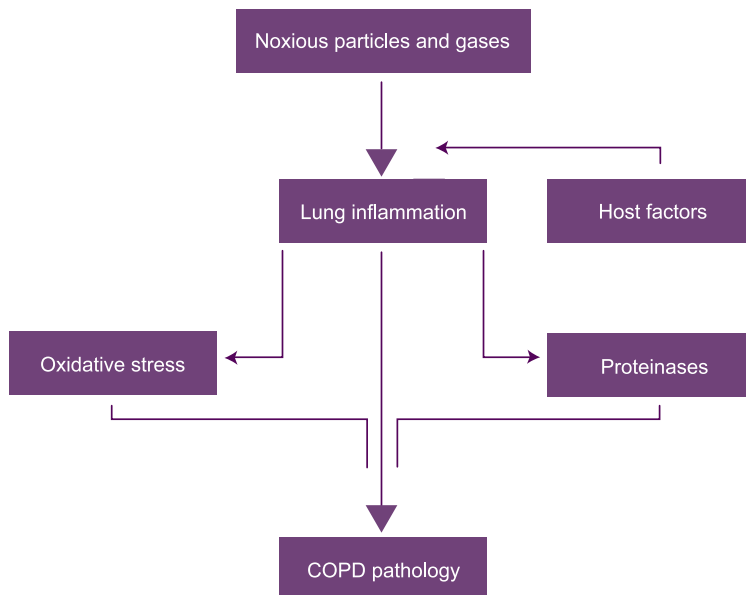 Noxious particles and gases
Lung inflammation
Host factors
Oxidative stress
Proteinases
COPD pathology